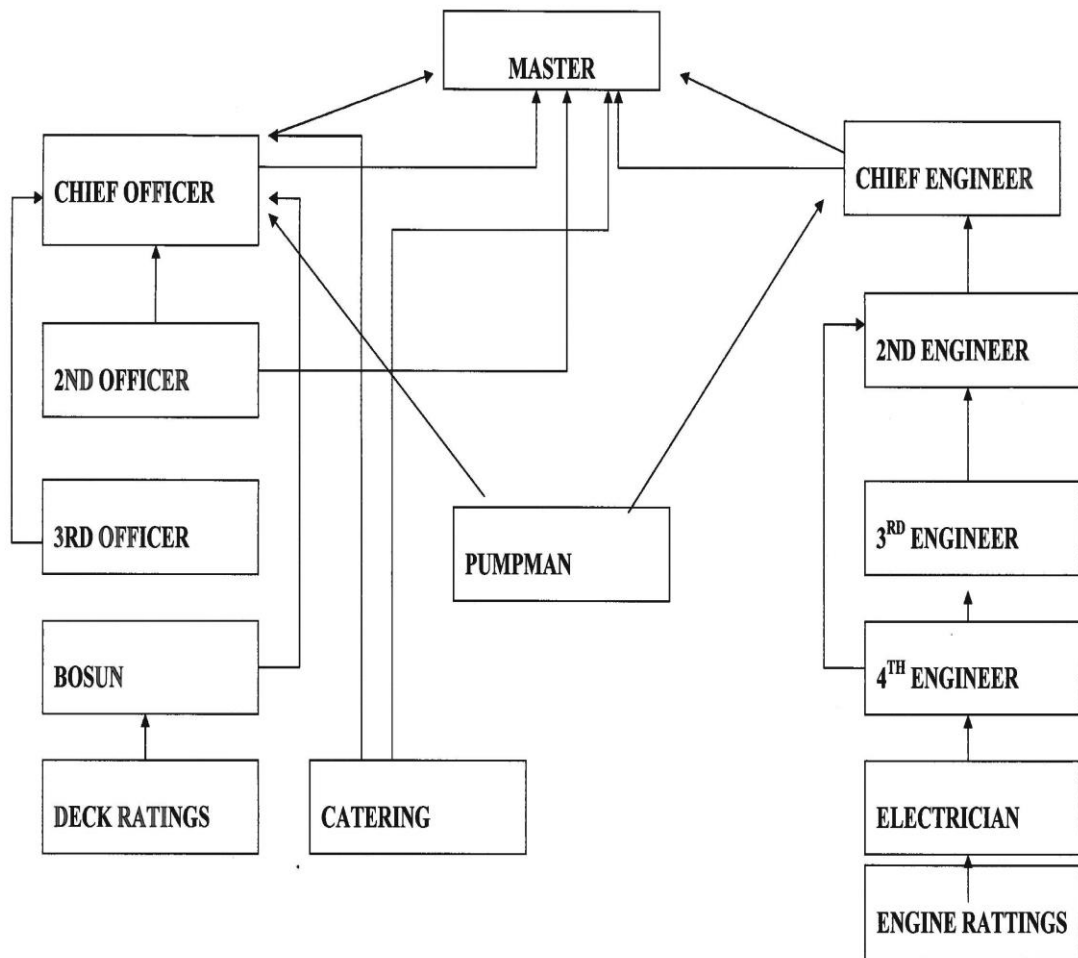 MASTER
CHIEF OFFICER
CHIEF ENGINEER
2ND OFFICER
2ND ENGINEER
3RD OFFICER
PUMPMAN
3RD ENGINEER
BOSUN
4TH ENGINEER
DECK RATINGS
CATERING
ELECTRICIAN
ENGINE RATTINGS